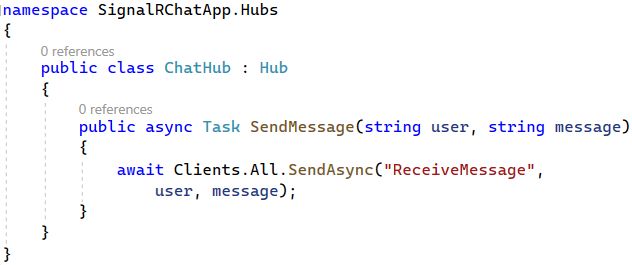 namespace SignalRChatApp.Hubs
{
0 references
public class ChatHub : Hub
{
0 references
public async Task SendMessage(string user, string message)
{
await Clients.All.SendAsync("ReceiveMessage",
user, message);
}
}
}